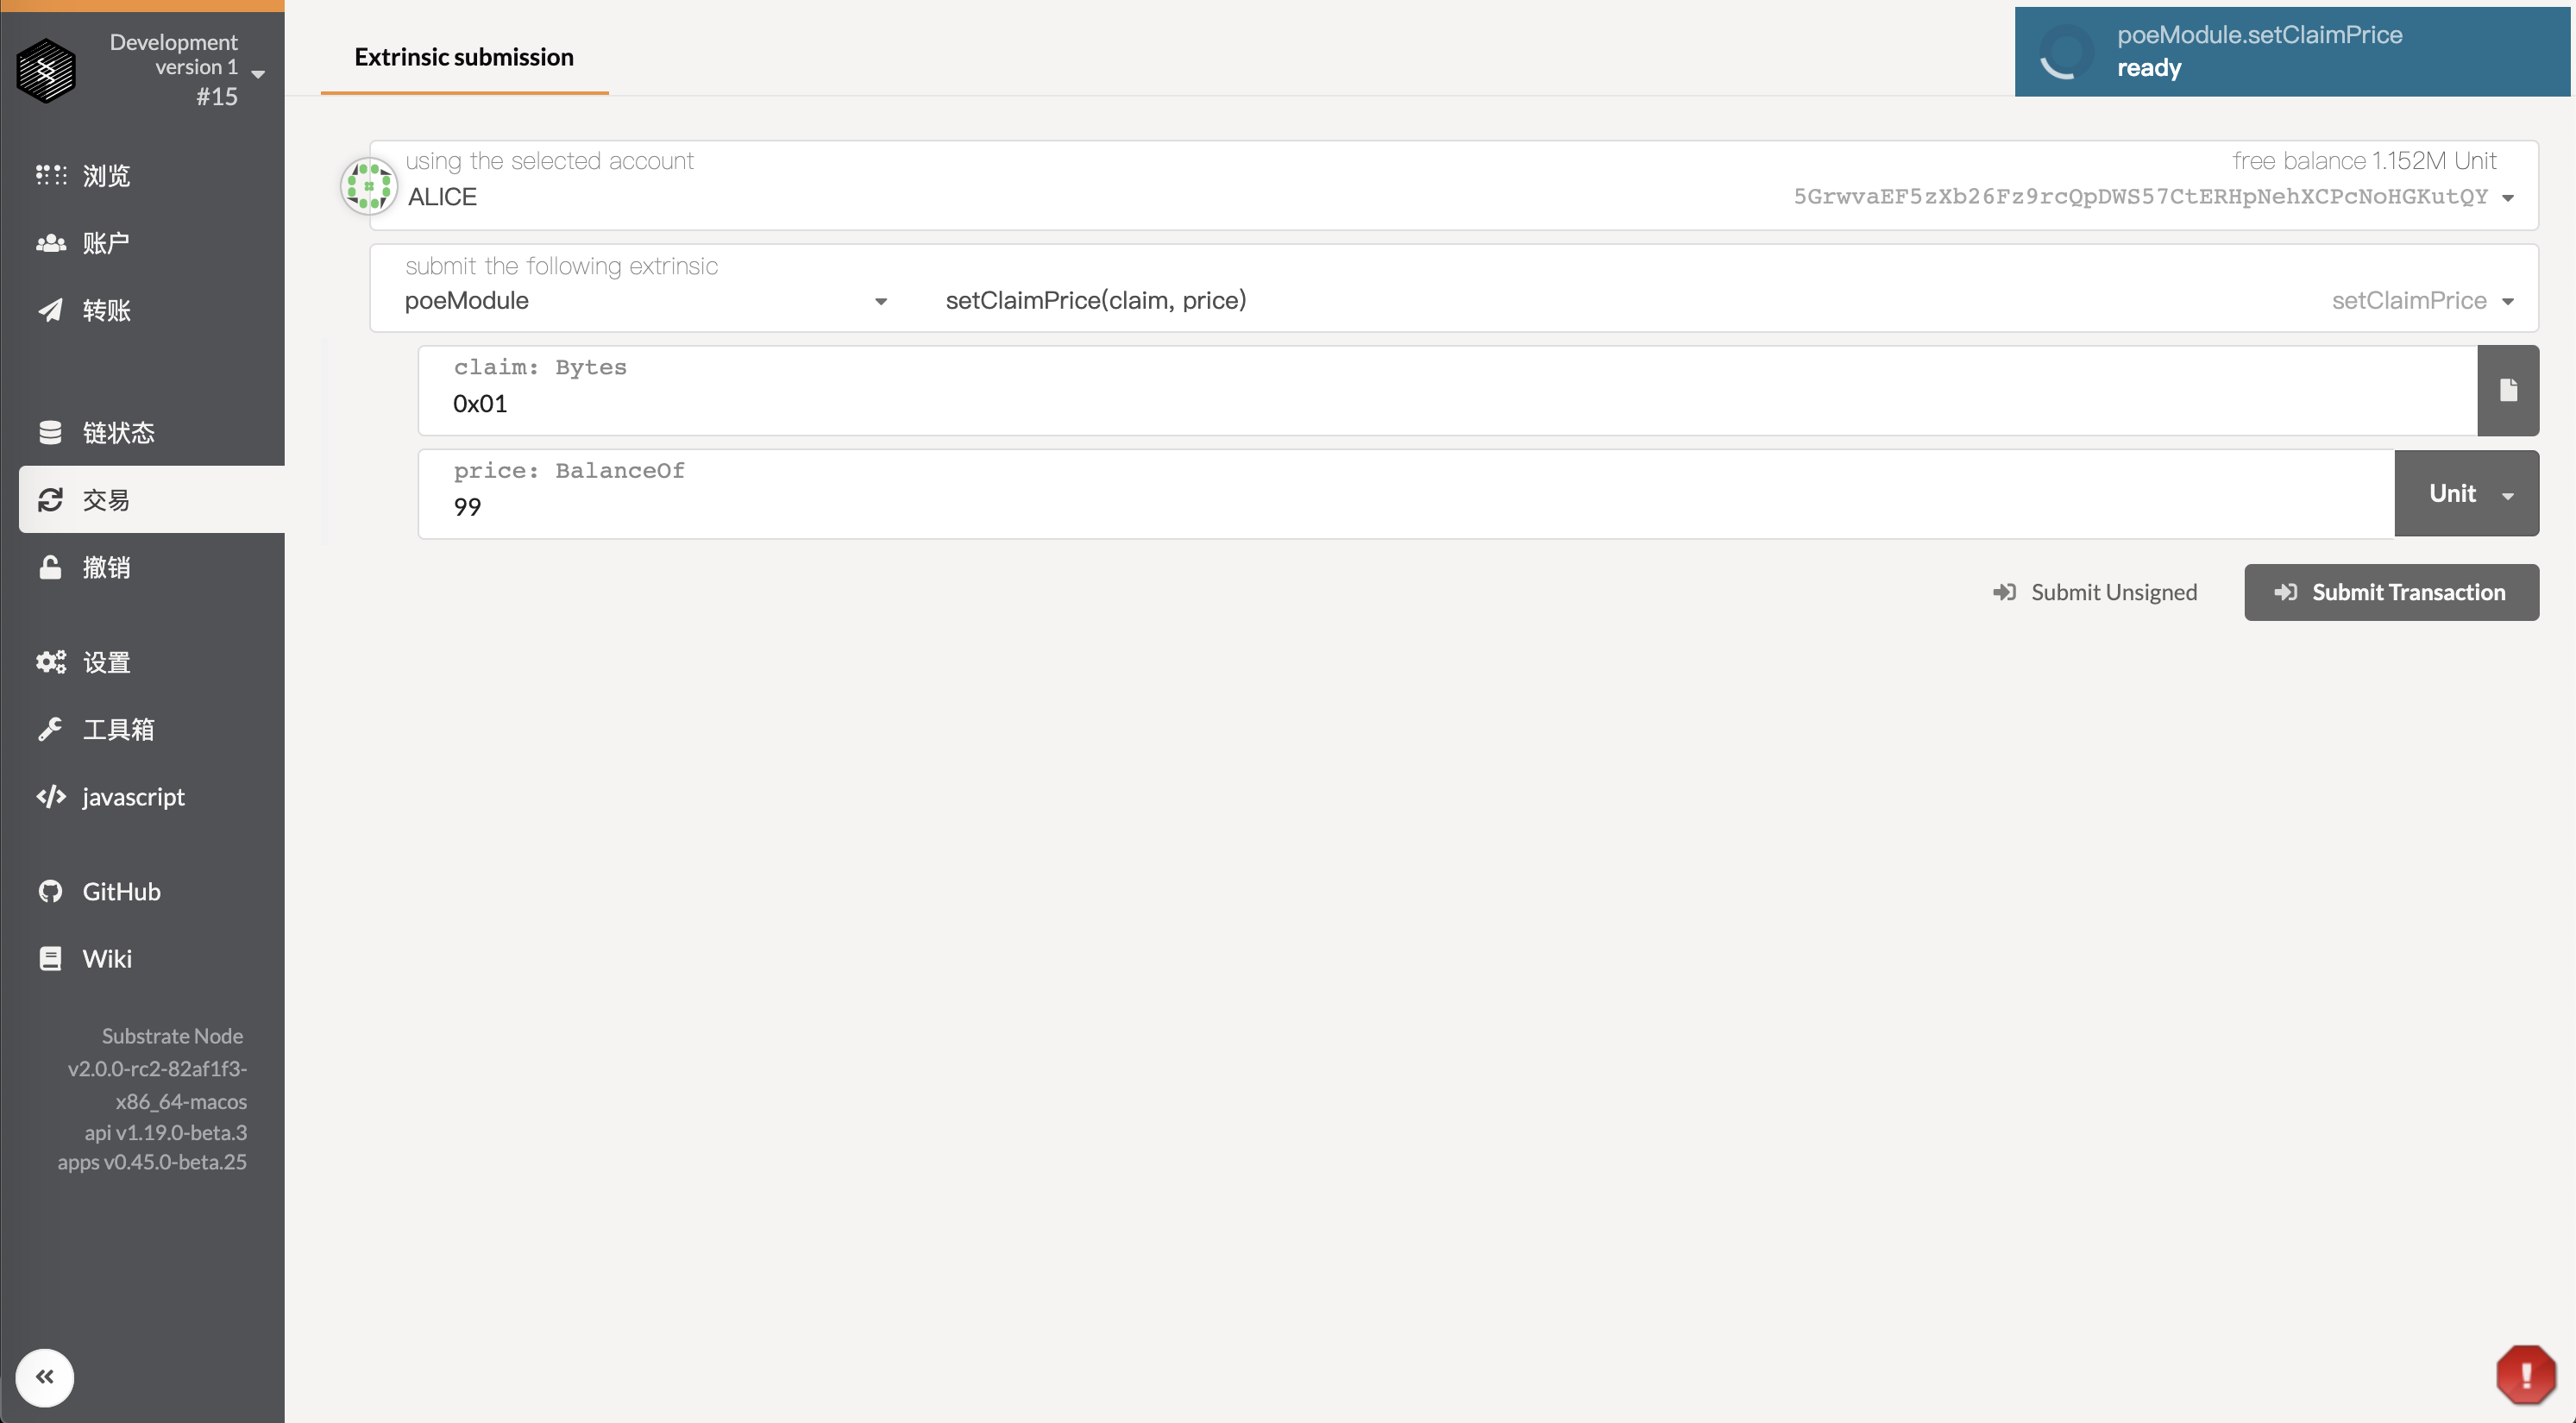 Development
version 1
#15
浏览
账户
转账
链状态
交易
撤销
设置
工具箱
javascript
GitHub
Wiki
Substrate Node
v2.0.0-rc2-82af1f3-
x86_64-macos
api v1.19.0-beta.3
apps v0.45.0-beta.25
Extrinsic submission
poeModule.setClaimPrice
ready
using the selected account
free balance 1.152M Unit
ALICE
5GrwvaEF5zXb26Fz9rcQpDWS57CtERHpNehXCPcNoHGKutQY
submit the following extrinsic
poeModule
setClaimPrice(claim, price)
setClaimPrice
claim: Bytes
0x01
price: BalanceOf
99
Unit
Submit Unsigned
Submit Transaction